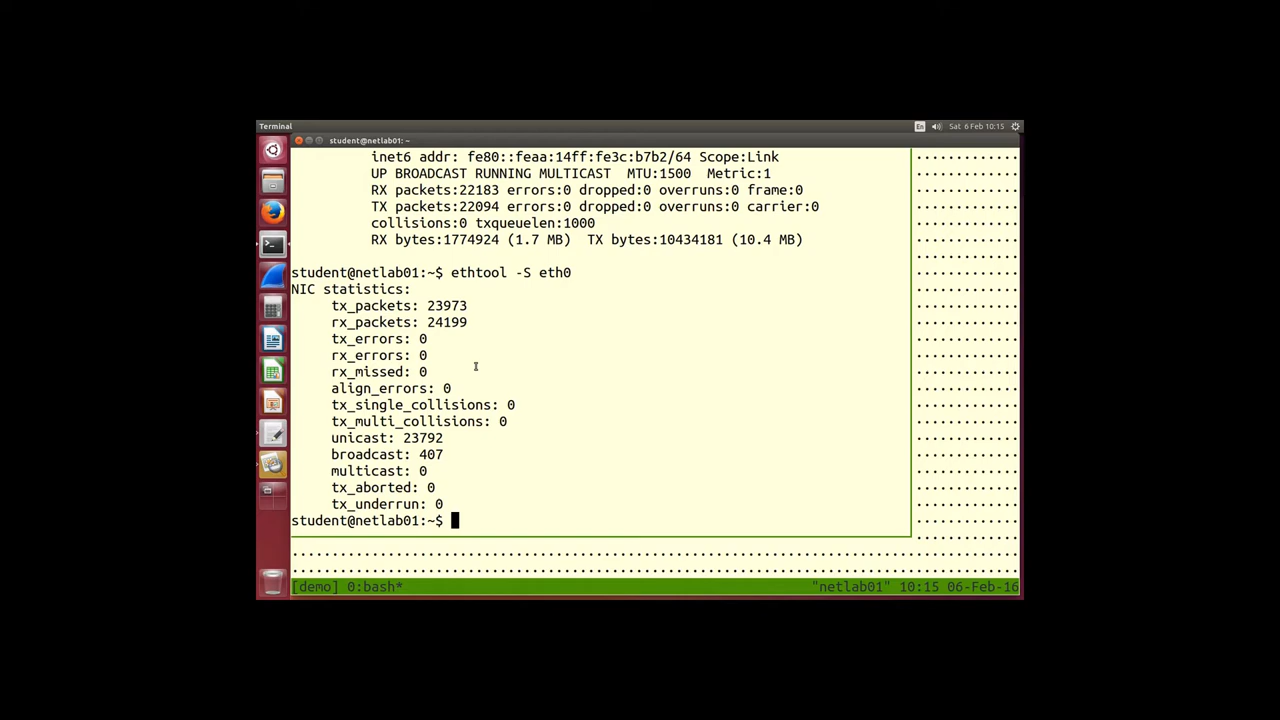 Terminal
En
Sat 6 Feb 10:15
student@netlab01: ~
inet6 addr: fe80::feaa:14ff:fe3c:b7b2/64 Scope:Link
UP BROADCAST RUNNING MULTICAST  MTU:1500  Metric:1
RX packets:22183 errors:0 dropped:0 overruns:0 frame:0
TX packets:22094 errors:0 dropped:0 overruns:0 carrier:0
collisions:0 txqueuelen:1000
RX bytes:1774924 (1.7 MB)  TX bytes:10434181 (10.4 MB)
student@netlab01:~$ ethtool -S eth0
NIC statistics:
tx_packets: 23973
rx_packets: 24199
tx_errors: 0
rx_errors: 0
rx_missed: 0
align_errors: 0
tx_single_collisions: 0
tx_multi_collisions: 0
unicast: 23792
broadcast: 407
multicast: 0
tx_aborted: 0
tx_underrun: 0
student@netlab01:~$
[demo] 0:bash*
"netlab01" 10:15 06-Feb-16